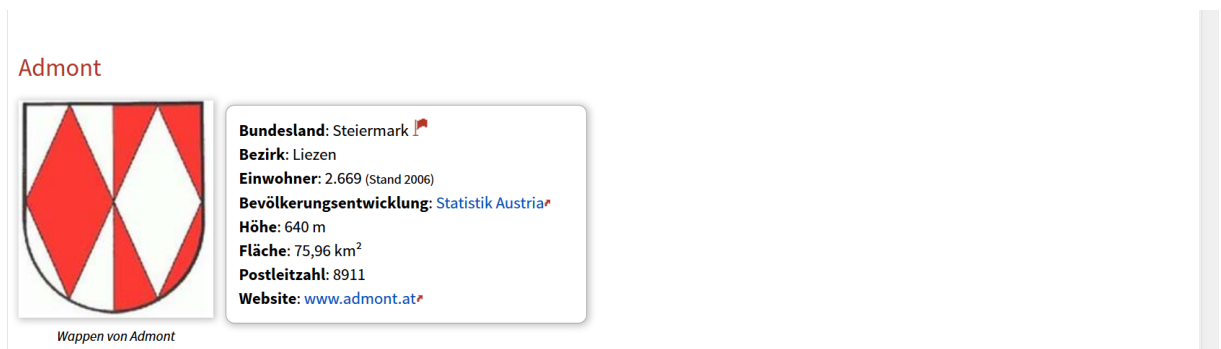 Admont
Bundesland: Steiermark
Bezirk: Liezen
Einwohner: 2.669 (Stand 2006)
Bevölkerungsentwicklung: Statistik Austria
Höhe: 640 m
Fläche: 75,96 km²
Postleitzahl: 8911
Website: www.admont.at
Wappen von Admont